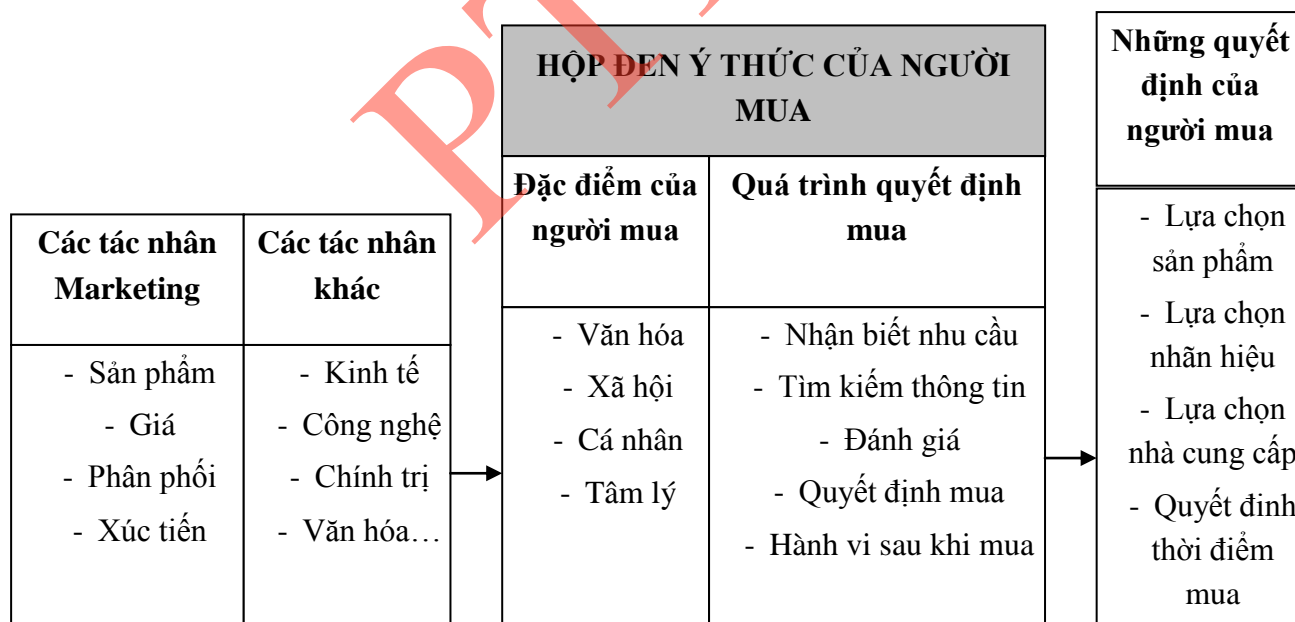 HỘP ĐEN Ý THỨC CỦA NGƯỜI
MUA
Những quyết
định của
người mua
Đặc điểm của
người mua
Quá trình quyết định
mua
Các tác nhân
Marketing
Các tác nhân
khác
- Sản phẩm
- Giá
- Phân phối
- Xúc tiến
- Kinh tế
- Công nghệ
- Chính trị
- Văn hóa…
- Văn hóa
- Xã hội
- Cá nhân
- Tâm lý
- Nhận biết nhu cầu
- Tìm kiếm thông tin
- Đánh giá
- Quyết định mua
- Hành vi sau khi mua
- Lựa chọn
sản phẩm
- Lựa chọn
nhãn hiệu
- Lựa chọn
nhà cung cấp
- Quyết đinh
thời điểm
mua